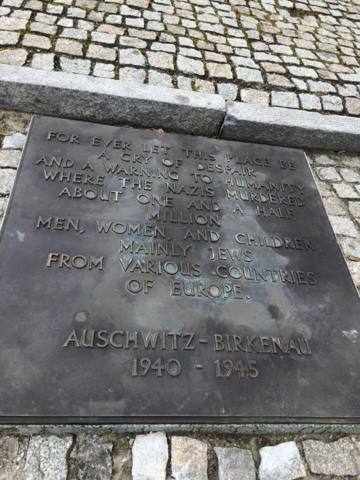 FOR EVER LET THIS PLACE BE
A CRY OF DESPAIR
AND A WARNING TO HUMANITY,
WHERE THE NAZIS MURDERED
ABOUT ONE AND A HALF
MILLION
MEN, WOMEN, AND CHILDREN,
MAINLY JEWS
FROM VARIOUS COUNTRIES
OF EUROPE.
AUSCHWITZ - BIRKENAU
1940 - 1945